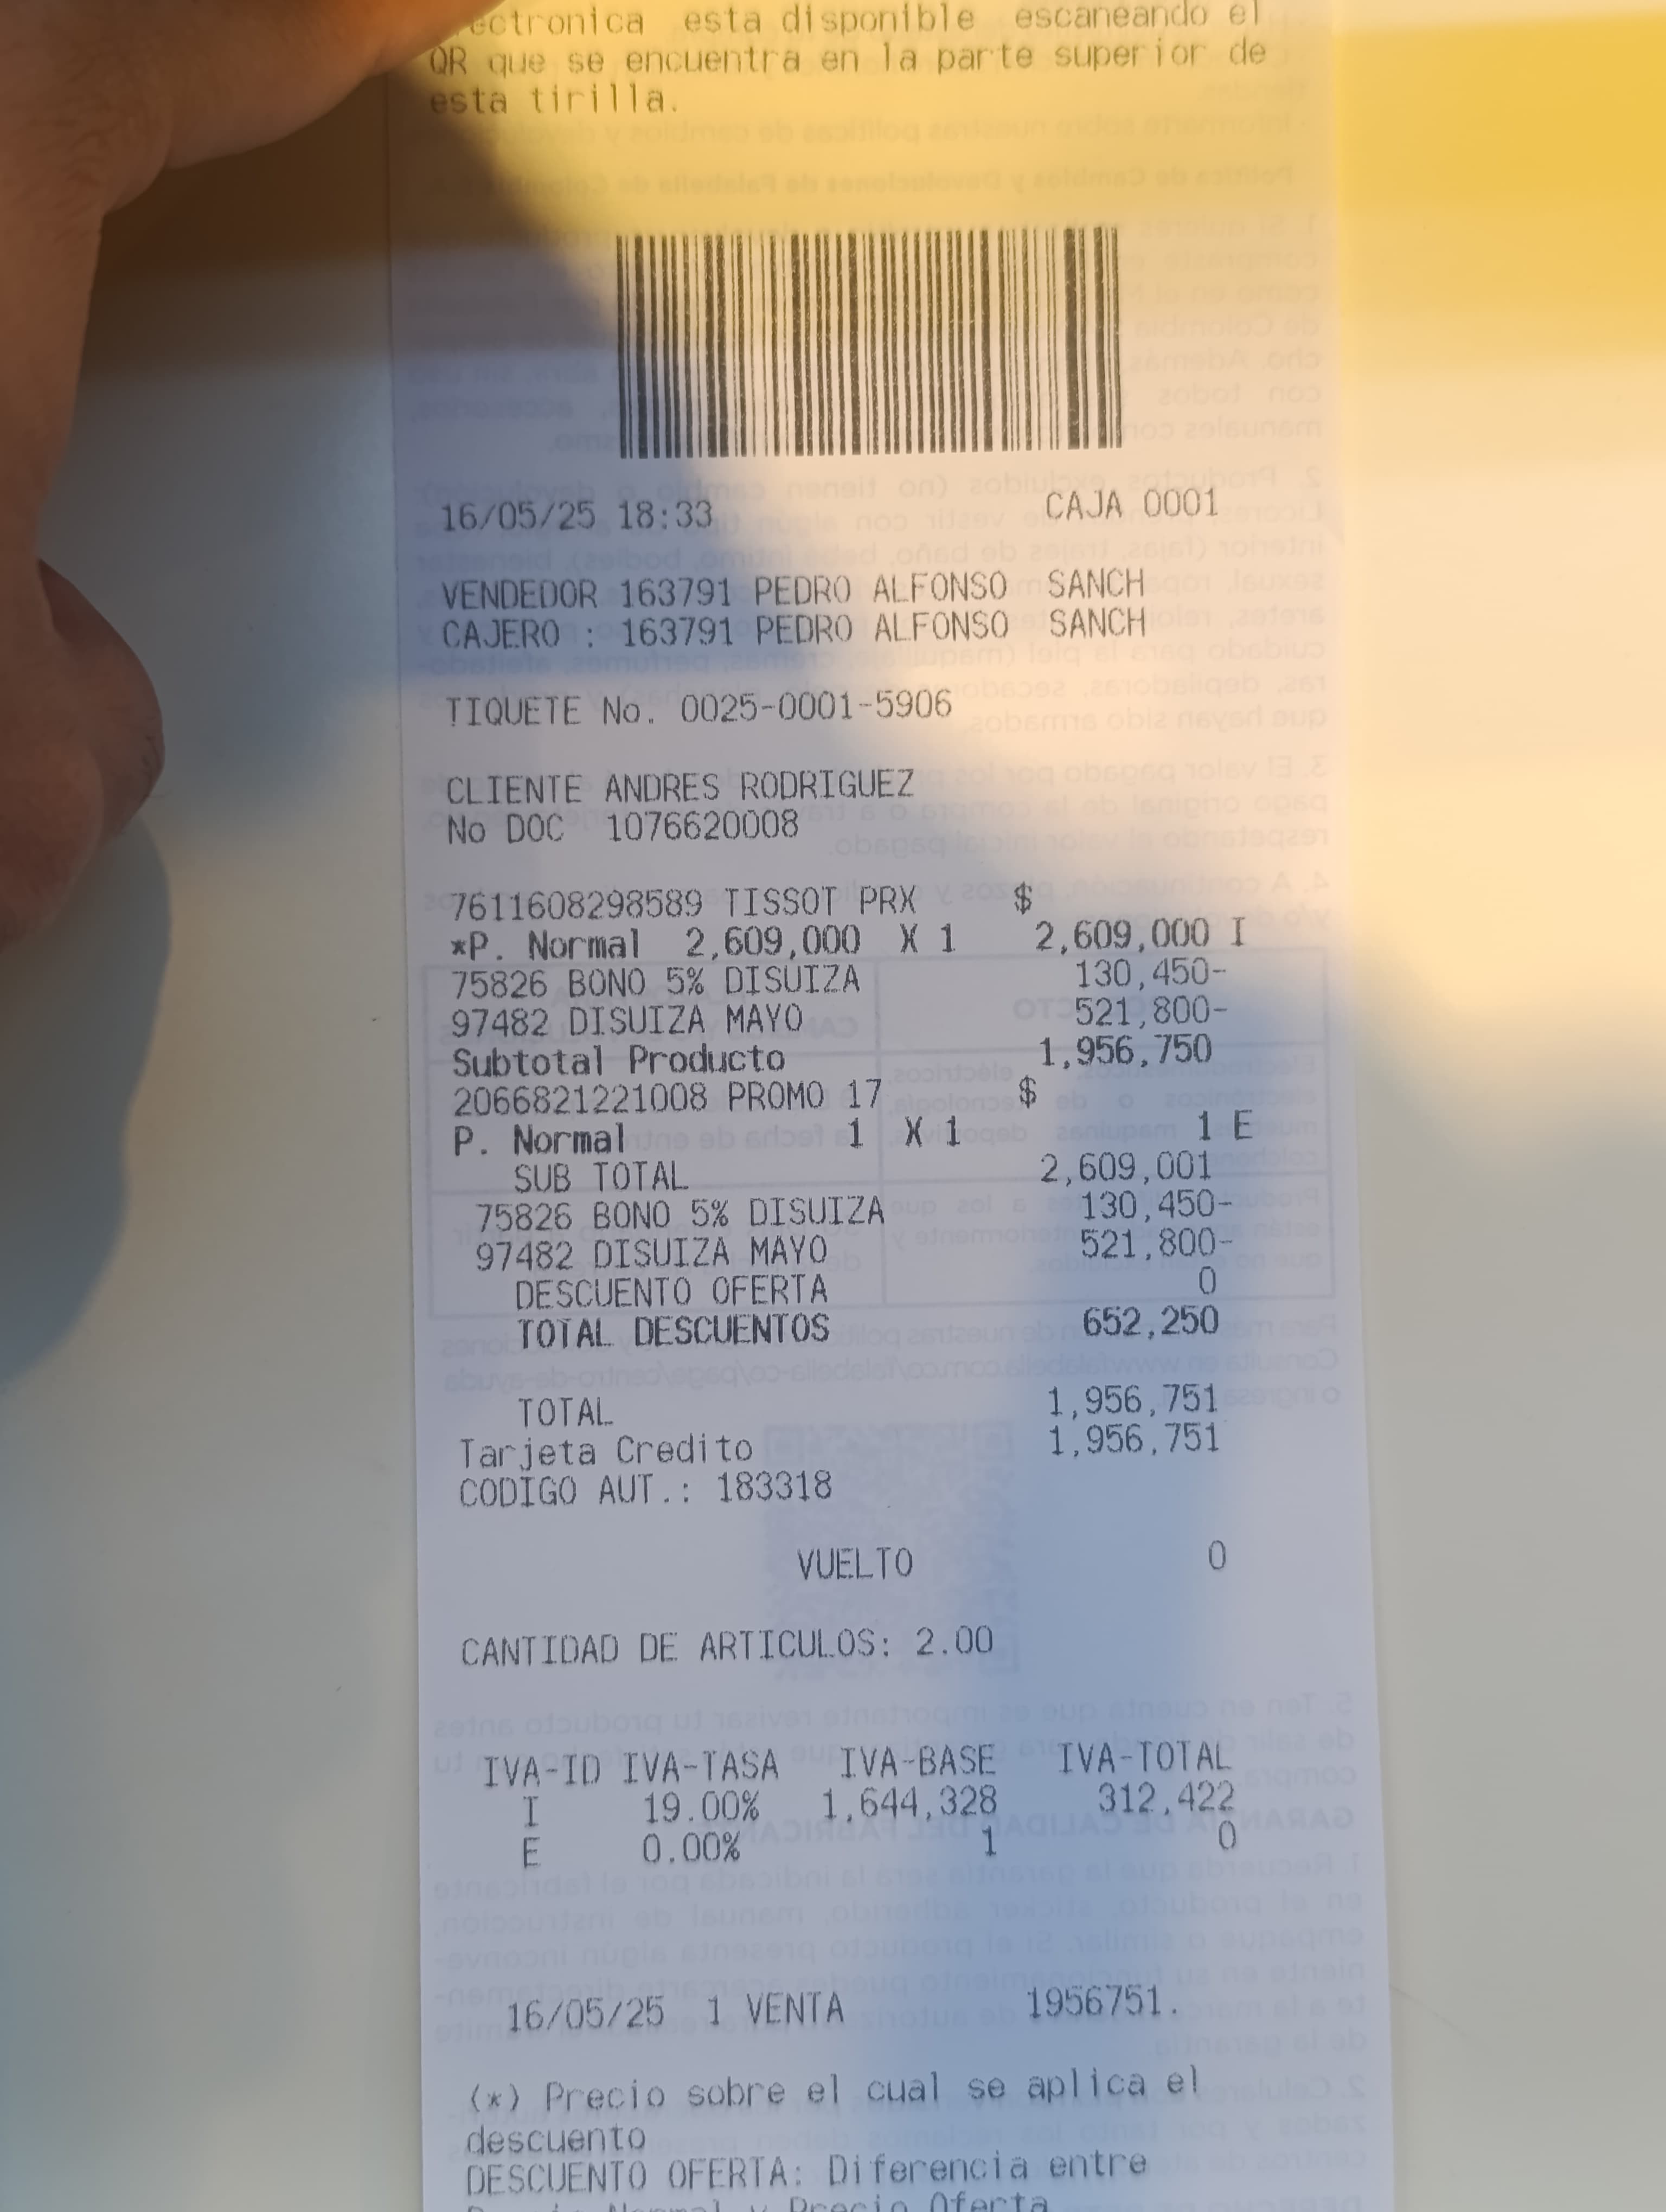 ectronica esta disponible escaneando el
QR que se encuentra en la parte superior de
esta tirilla.
16/05/25 18:33 CAJA 0001
VENDEDOR 163791 PEDRO ALFONSO SANCH
CAJERO : 163791 PEDRO ALFONSO SANCH
TIQUETE No. 0025-0001-5906
CLIENTE ANDRES RODRIGUEZ
No DOC 1076620008
7611608298589 TISSOT PRX $
*P. Normal 2,609,000 X 1 2,609,000 I
75826 BONO 5% DISUIZA 130,450-
97482 DISUIZA MAYO 521,800-
Subtotal Producto 1,956,750
2066821221008 PROMO 17 $
P. Normal 1 X 1 1 E
SUB TOTAL 2,609,001
75826 BONO 5% DISUIZA 130,450-
97482 DISUIZA MAYO 521,800-
DESCUENTO OFERTA 0
TOTAL DESCUENTOS 652,250
TOTAL 1,956,751
Tarjeta Credito 1,956,751
CODIGO AUT.: 183318
VUELTO 0
CANTIDAD DE ARTICULOS: 2.00
IVA-ID IVA-TASA IVA-BASE IVA-TOTAL
I 19.00% 1,644,328 312,422
E 0.00% 1 0
16/05/25 1 VENTA 1956751.
(*) Precio sobre el cual se aplica el
descuento
DESCUENTO OFERTA: Diferencia entre
Precio Normal y Precio Oferta